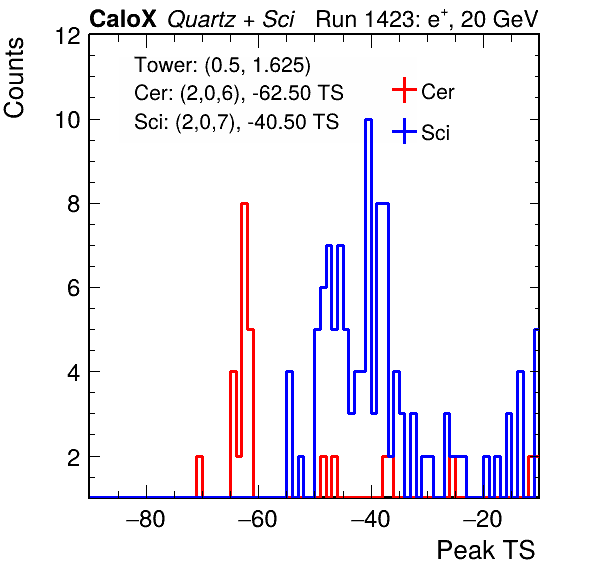 CaloX Quartz + Sci Run 1423: e+, 20 GeV
Counts
12
10
8
6
4
2
Tower: (0.5, 1.625)
Cer: (2,0,6), -62.50 TS
Sci: (2,0,7), -40.50 TS
Cer
Sci
−80 −60 −40 −20
Peak TS